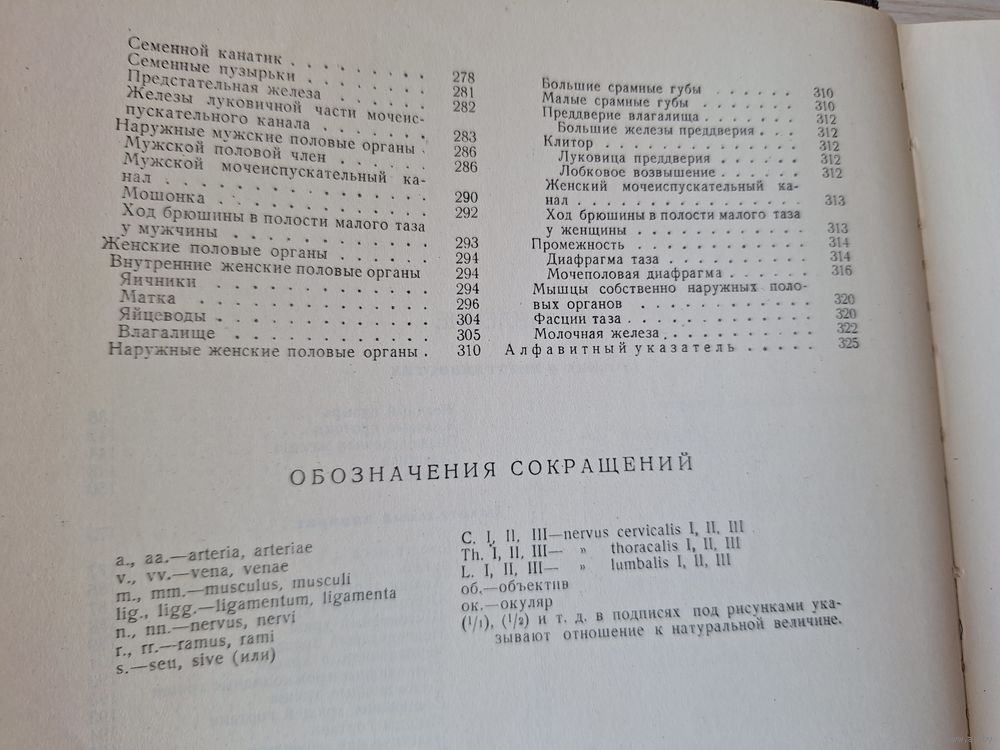 Семенной канатик . . . . . . . . 278
Семенные пузырьки . . . . . . . 281
Предстательная железа . . . . . . 282
Железы луковичной части мочеис-
пускательного канала . . . . . . 283
Наружные мужские половые органы . 286
Мужской половой член . . . . . 286
Мужской мочеиспускательный ка-
нал . . . . . . . . . . . . 290
Мошонка . . . . . . . . . . 292
Ход брюшины в полости малого таза
у мужчины . . . . . . . . . 293
Женские половые органы . . . . . 294
Внутренние женские половые органы 294
Яичники . . . . . . . . . . 294
Матка . . . . . . . . . . . 296
Яйцеводы . . . . . . . . . . 304
Влагалище . . . . . . . . . 305
Наружные женские половые органы . 310
Большие срамные губы . . . . . . 310
Малые срамные губы . . . . . . 310
Преддверие влагалища . . . . . . 312
Большие железы преддверия . . . 312
Клитор . . . . . . . . . . . 312
Луковица преддверия . . . . . 312
Лобковое возвышение . . . . . 312
Женский мочеиспускательный ка-
нал . . . . . . . . . . . . 313
Ход брюшины в полости малого таза
у женщины . . . . . . . . . 313
Промежность . . . . . . . . . 314
Диафрагма таза . . . . . . . . 314
Мочеполовая диафрагма . . . . . 316
Мышцы собственно наружных поло-
вых органов . . . . . . . . . 320
Фасции таза . . . . . . . . . . 320
Молочная железа . . . . . . . . 322
Алфавитный указатель . . . . . 325
ОБОЗНАЧЕНИЯ СОКРАЩЕНИЙ
a., aa.—arteria, arteriae
v., vv.—vena, venae
m., mm.—musculus, musculi
lig., ligg.—ligamentum, ligamenta
n., nn.—nervus, nervi
r., rr.—ramus, rami
s.—seu, sive (или)
C. I, II, III—nervus cervicalis I, II, III
Th. I, II, III— » thoracalis I, II, III
L. I, II, III— » lumbalis I, II, III
об.—объектив
ок.—окуляр
(1/1), (1/2) и т. д. в подписях под рисунками ука-
зывают отношение к натуральной величине.